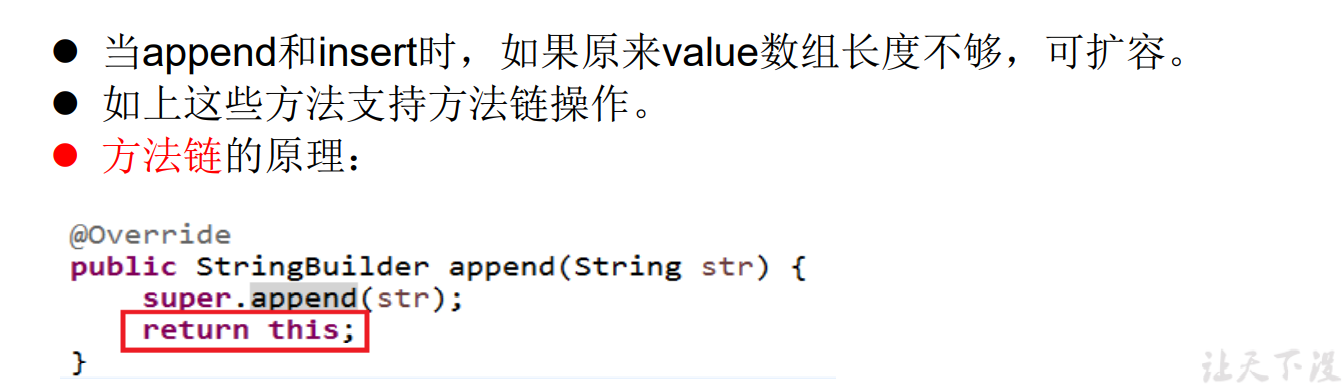 ● 当append和insert时，如果原来value数组长度不够，可扩容。
● 如上这些方法支持方法链操作。
● 方法链的原理：
@Override
public StringBuilder append(String str) {
    super.append(str);
    return this;
}
让天下没